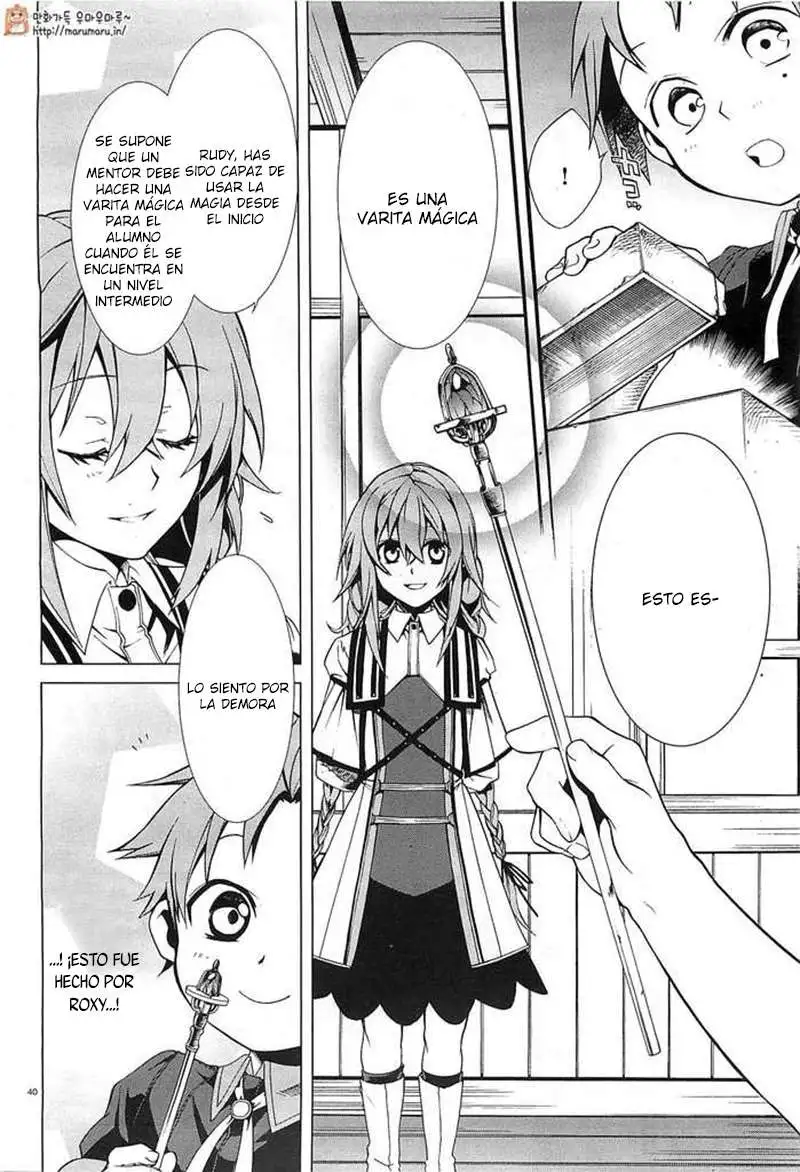 만화가득 우마우마루~
http://marumaru.in/
!
ESTO ES-
ES UNA
VARITA MÁGICA
RUDY, HAS
SIDO CAPAZ DE
USAR LA
MAGIA DESDE
EL INICIO
SE SUPONE
QUE UN
MENTOR DEBE
HACER UNA
VARITA MÁGICA
PARA EL
ALUMNO
CUANDO ÉL SE
ENCUENTRA EN
UN NIVEL
INTERMEDIO
LO SIENTO POR
LA DEMORA
...! ¡ESTO FUE
HECHO POR
ROXY...!
40